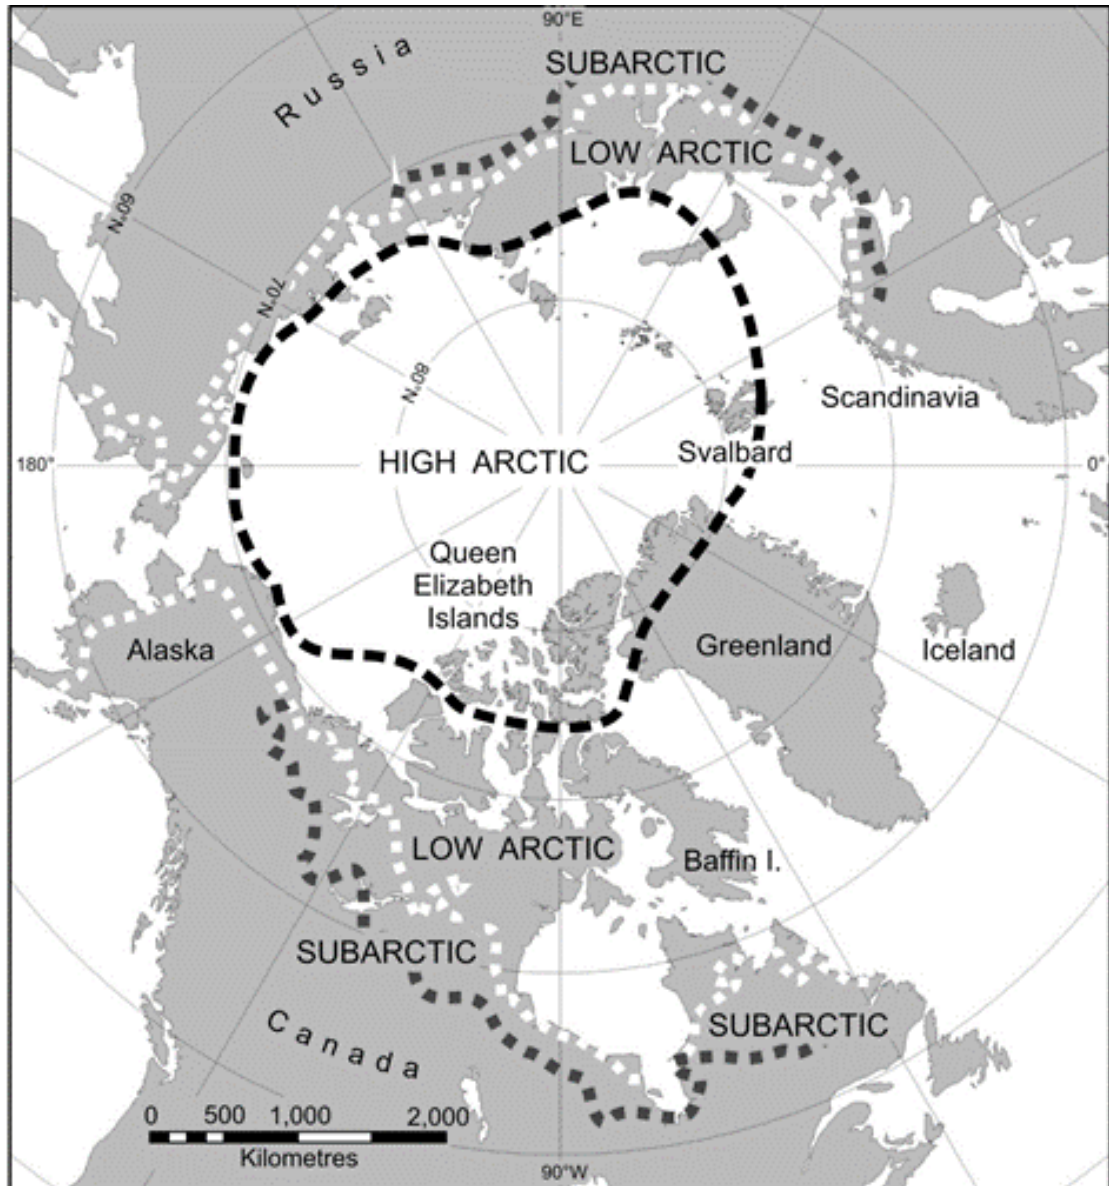 90°E
SUBARCTIC
Russia
LOW ARCTIC
60°N
70°N
80°N
Scandinavia
180°
HIGH ARCTIC
Svalbard
0°
Queen
Elizabeth
Islands
Alaska
Greenland
Iceland
LOW ARCTIC
Baffin I.
SUBARCTIC
SUBARCTIC
Canada
0 500 1,000 2,000
Kilometres
90°W